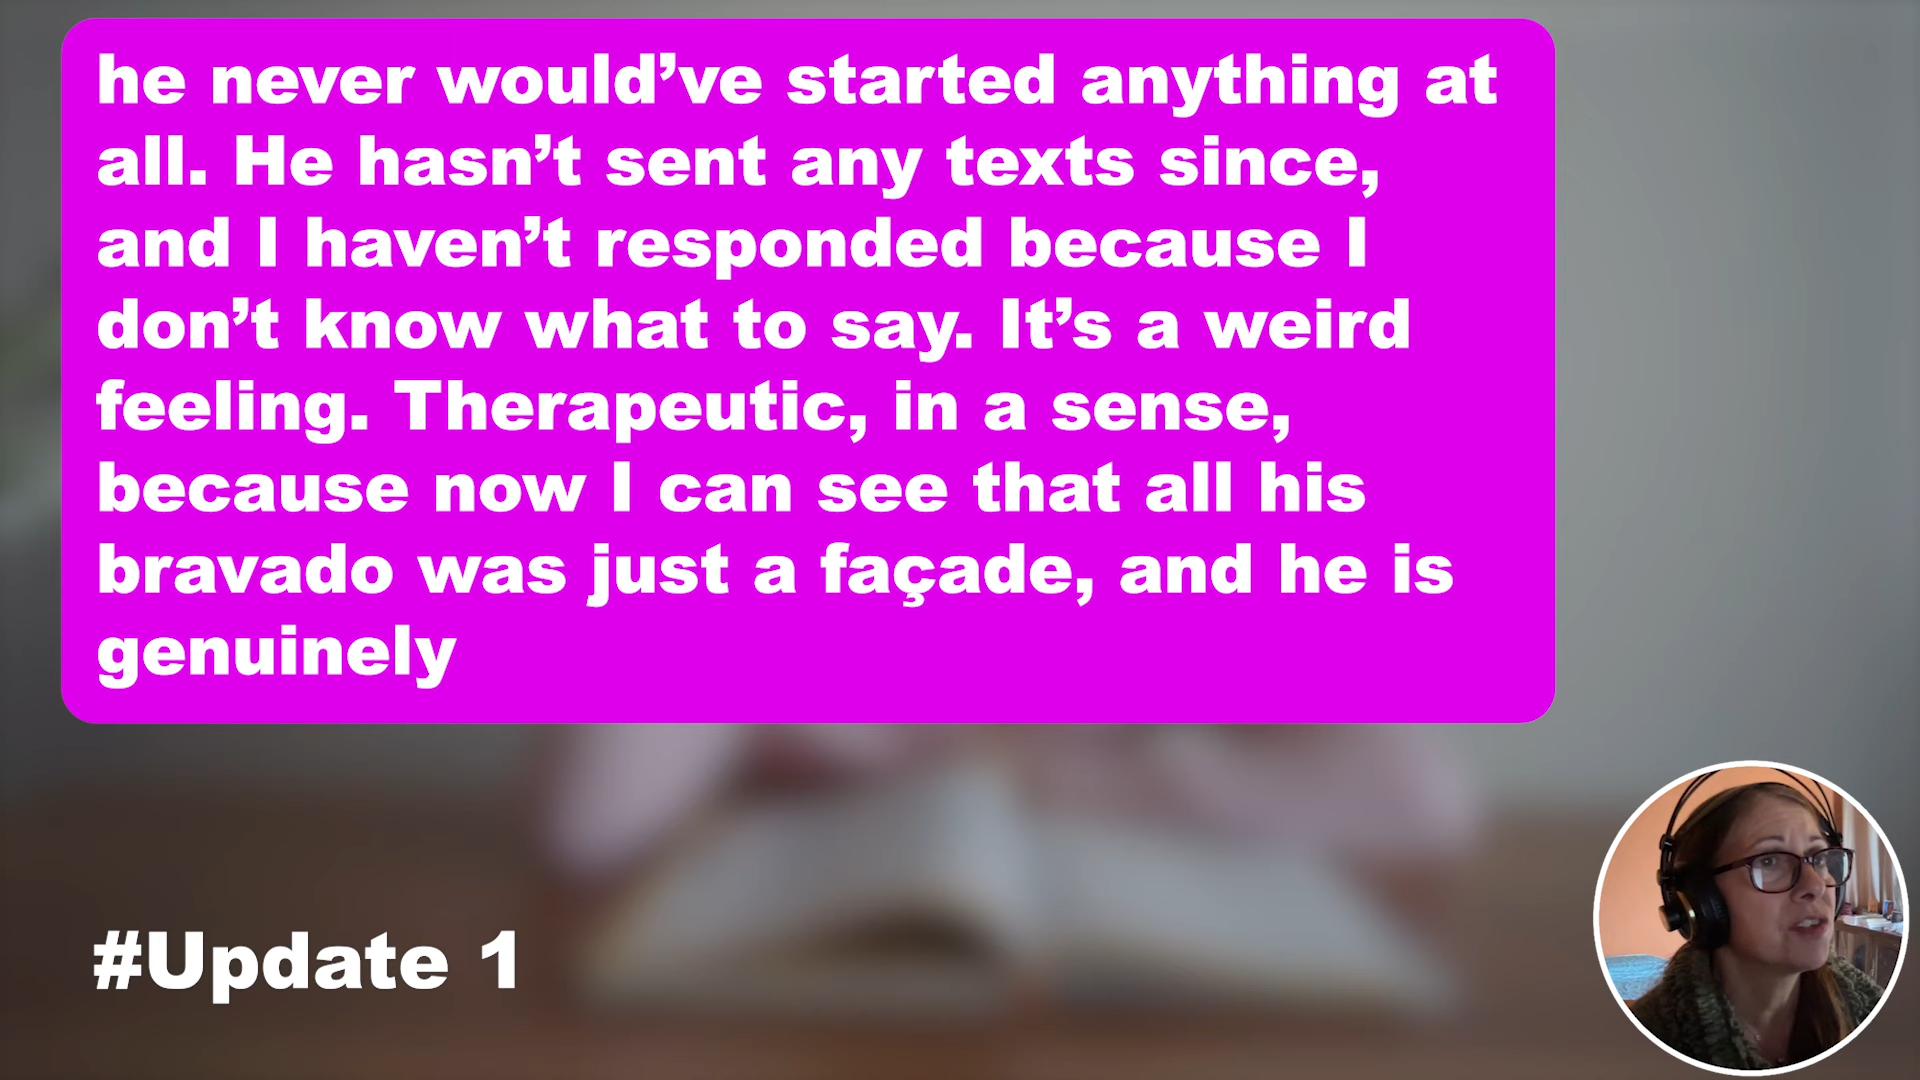 he never would’ve started anything at
all. He hasn’t sent any texts since,
and I haven’t responded because I
don’t know what to say. It’s a weird
feeling. Therapeutic, in a sense,
because now I can see that all his
bravado was just a façade, and he is
genuinely
#Update 1